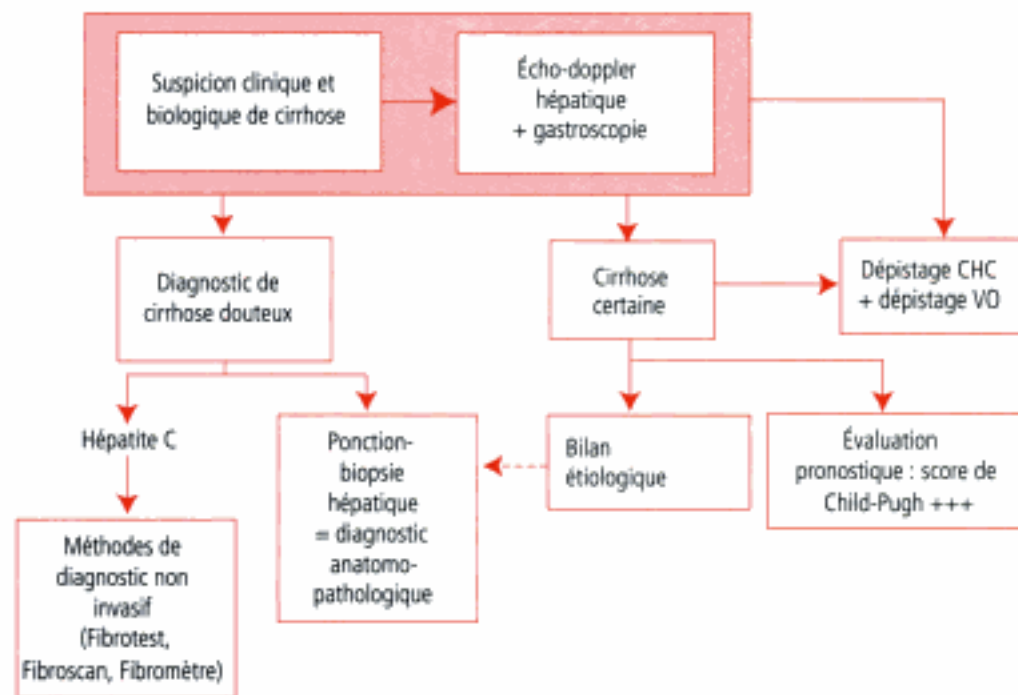 Suspicion clinique et
biologique de cirrhose
Écho-doppler
hépatique
+ gastroscopie
Diagnostic de
cirrhose douteux
Cirrhose
certaine
Dépistage CHC
+ dépistage VO
Hépatite C
Ponction-
biopsie
hépatique
= diagnostic
anatomo-
pathologique
Bilan
étiologique
Évaluation
pronostique : score de
Child-Pugh +++
Méthodes de
diagnostic non
invasif
(Fibrotest,
Fibroscan, Fibromètre)